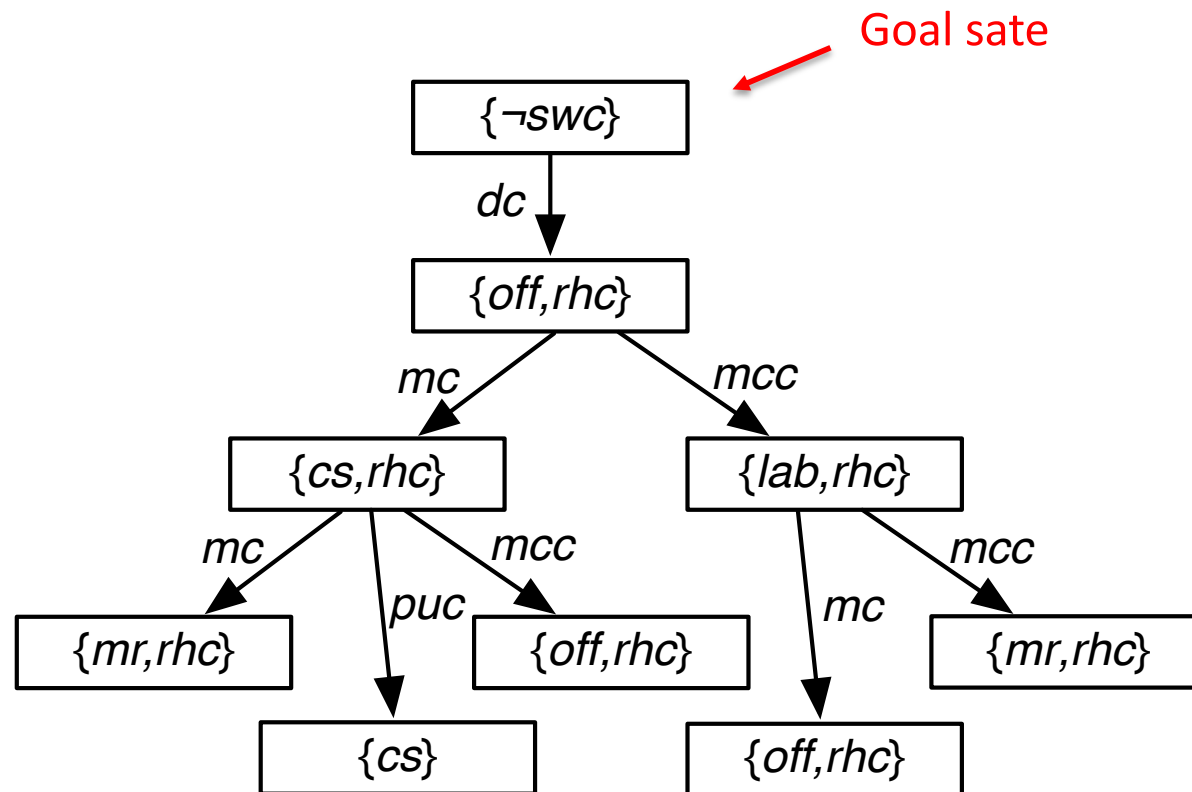 Goal sate
{¬swc}
dc
{off,rhc}
mc
mcc
{cs,rhc}
{lab,rhc}
mc
puc
mcc
mc
mcc
{mr,rhc}
{off,rhc}
{mr,rhc}
{cs}
{off,rhc}